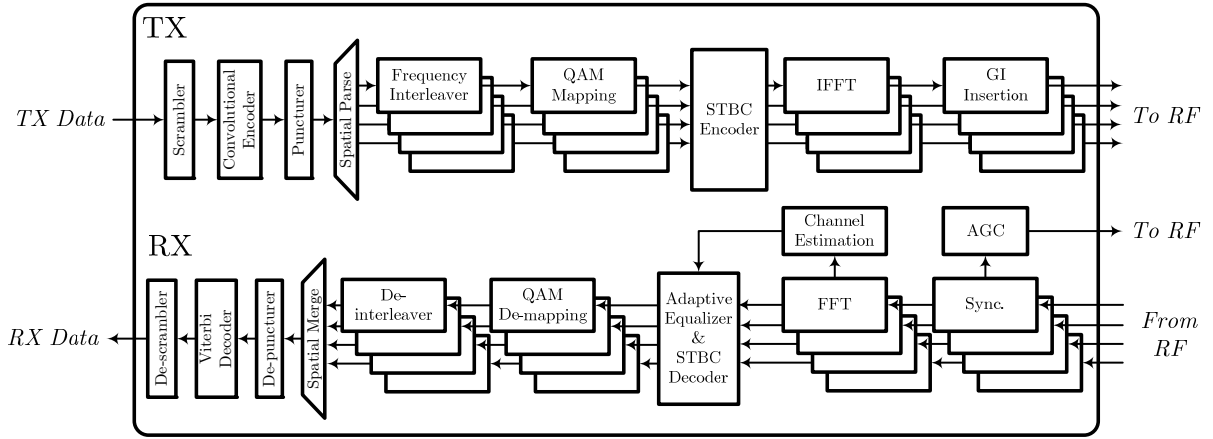 TX
TX Data
Scrambler
Convolutional
Encoder
Puncturer
Spatial Parse
Frequency
Interleaver
QAM
Mapping
STBC
Encoder
IFFT
GI
Insertion
To RF
RX
RX Data
De-scrambler
Viterbi
Decoder
De-puncturer
Spatial Merge
De-
interleaver
QAM
De-mapping
Adaptive
Equalizer
&
STBC
Decoder
Channel
Estimation
FFT
AGC
Sync.
To RF
From
RF